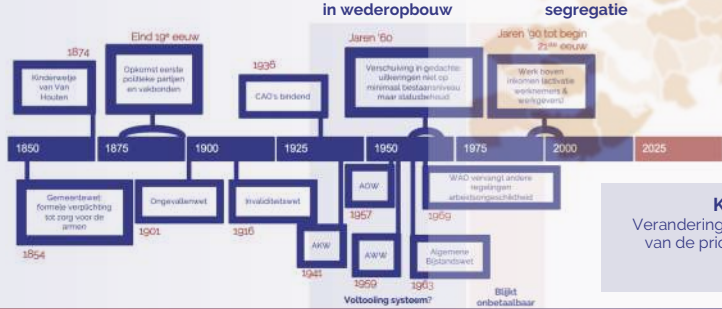 in wederopbouw
segregatie
1874
Kinderwetje
van Van
Houten
Eind 19e eeuw
Opkomst eerste
politieke partijen
en vakbonden
1936
CAO's bindend
Jaren '60
Verschuiving in gedachte:
uitkeringen niet op
minimaal bestaansniveau
maar statusbehoud
Jaren '90 tot begin
21ste eeuw
Werk boven
inkomen (activatie
werknemers &
werkgevers)
1850
1875
1900
1925
1950
1975
2000
2025
Gemeentewet:
formele verplichting
tot zorg voor de
armen
1854
Ongevallenwet
1901
Invaliditeitswet
1916
AKW
1941
AOW
1957
AWW
1959
WAO vervangt andere
regelingen
arbeidsongeschiktheid
1969
Algemene
Bijstandswet
1963
Voltooiing systeem?
Blijkt
onbetaalbaar
K
Verandering
van de prio